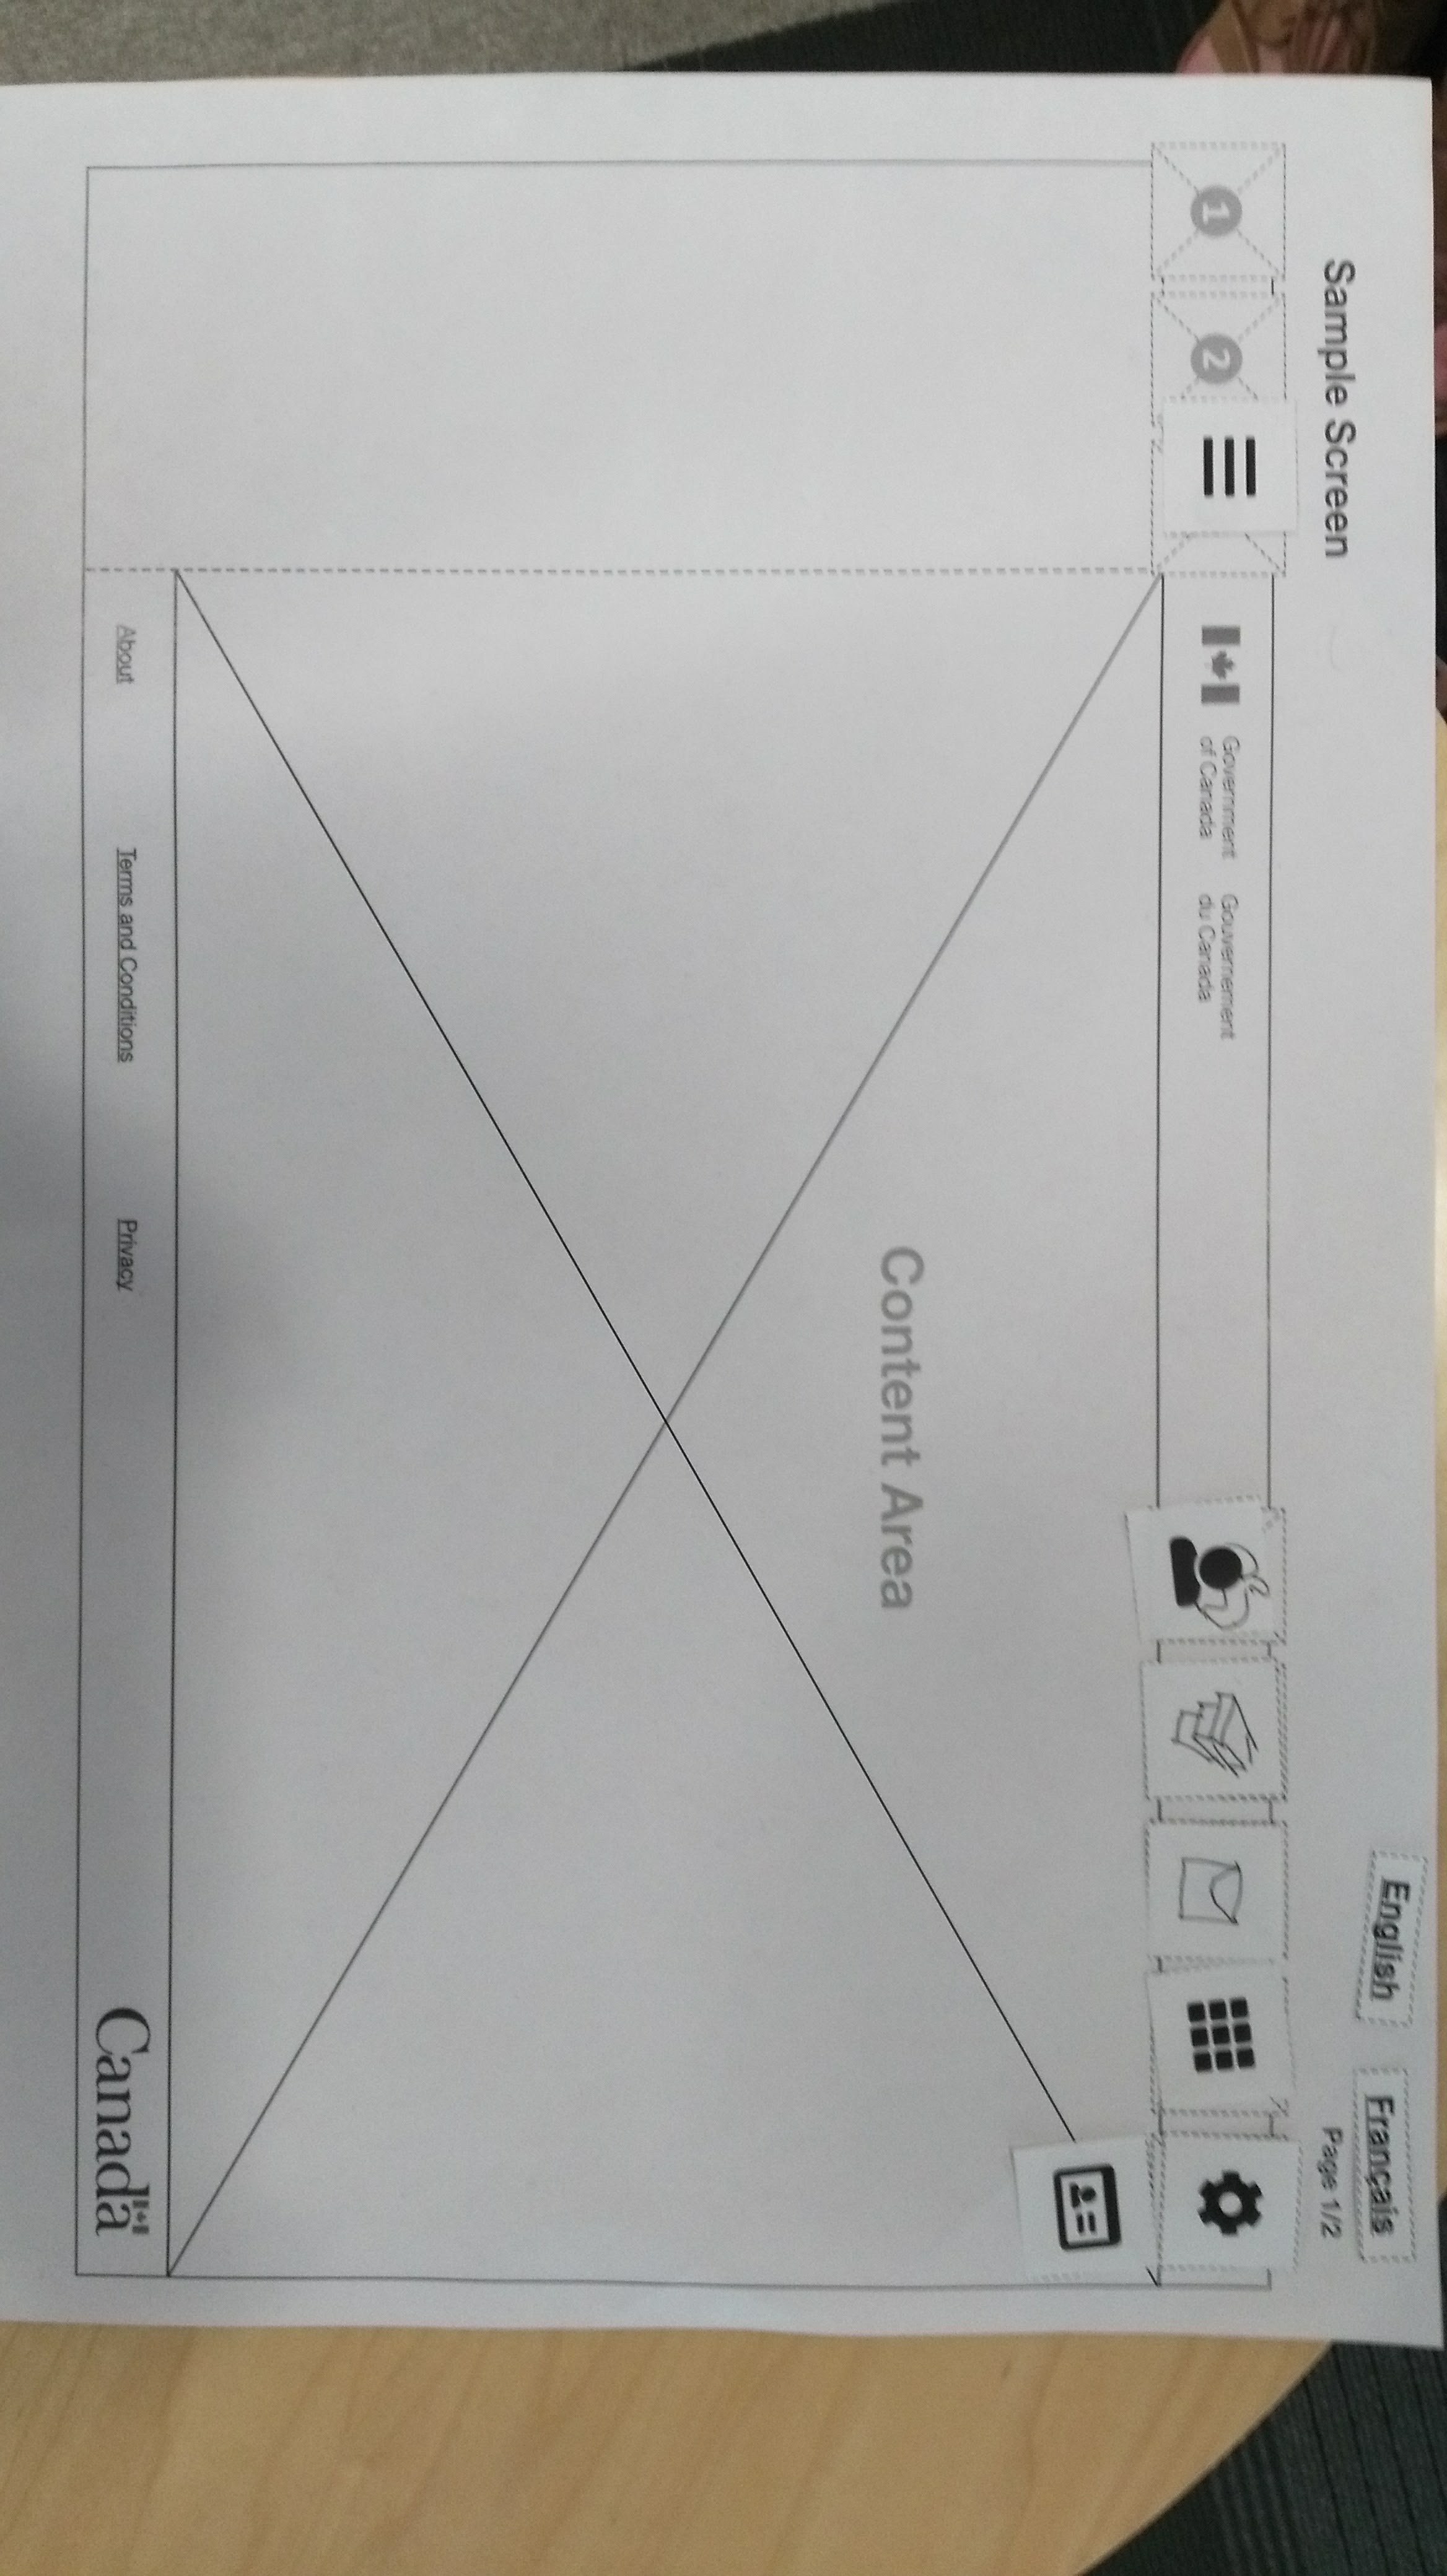 English
Français
Sample Screen
Page 1/2
1
2
Government
of Canada
Gouvernement
du Canada
Content Area
About
Terms and Conditions
Privacy
Canada